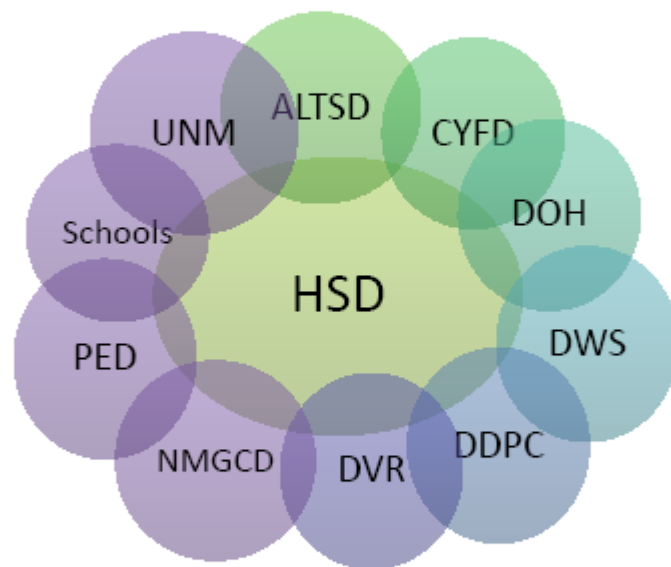 ALTSD
UNM
CYFD
DOH
Schools
HSD
DWS
PED
DDPC
NMGCD
DVR